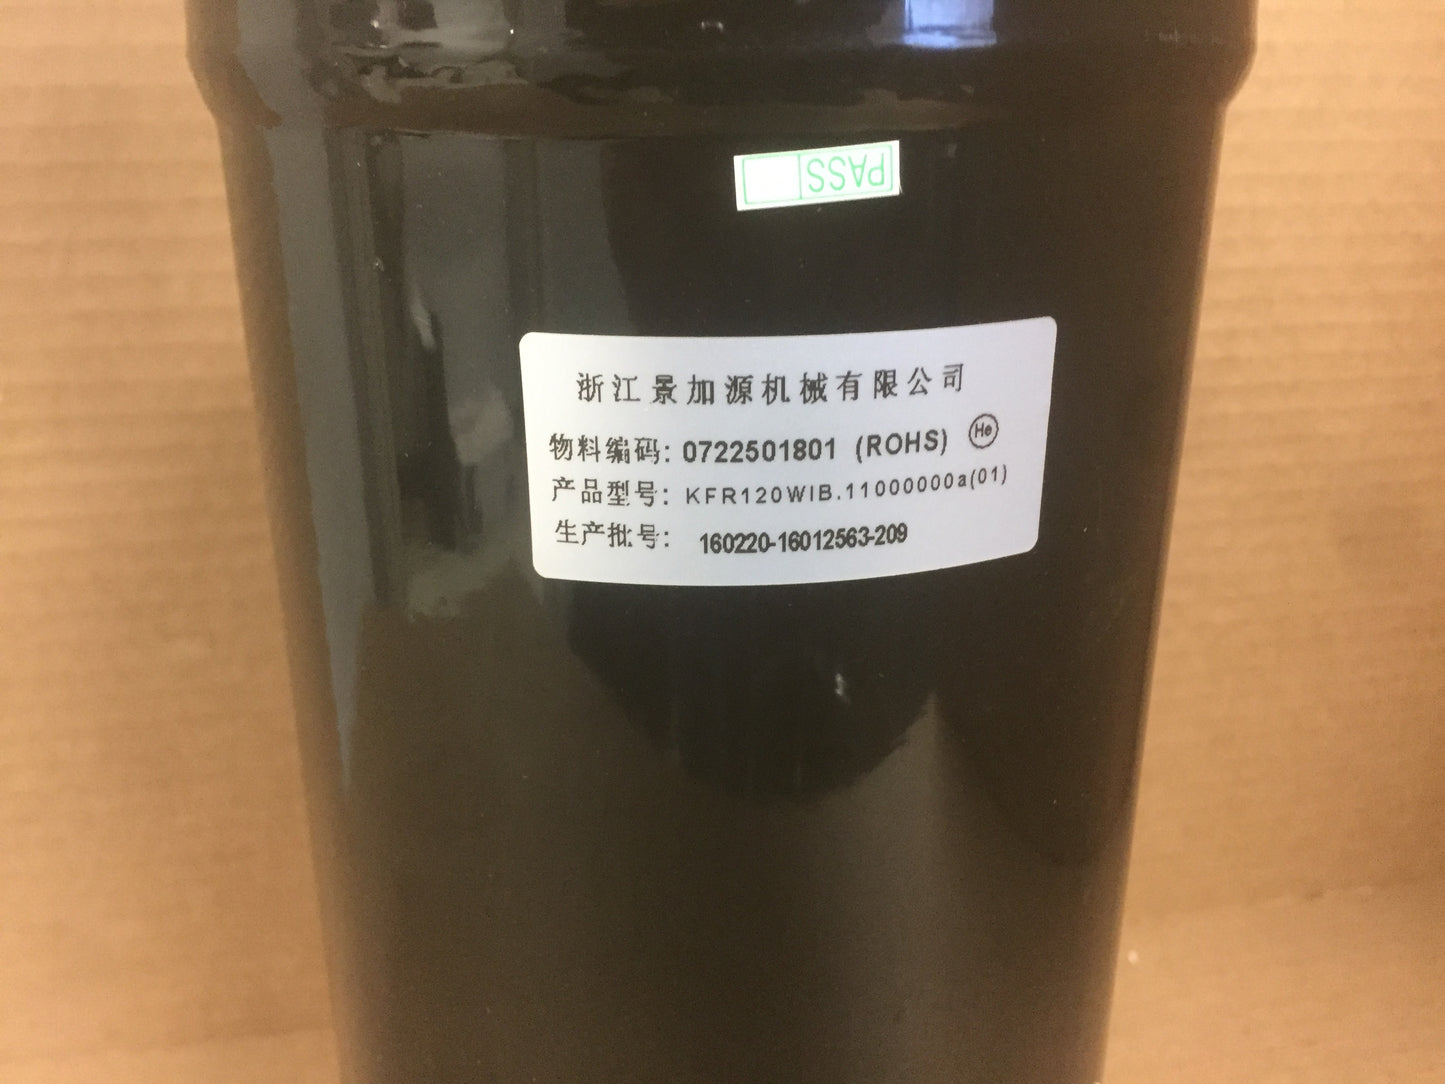 PASS
浙江景加源机械有限公司
物料编码: 0722501801 (ROHS) He
产品型号: KFR120WIB.11000000a(01)
生产批号: 160220-16012563-209